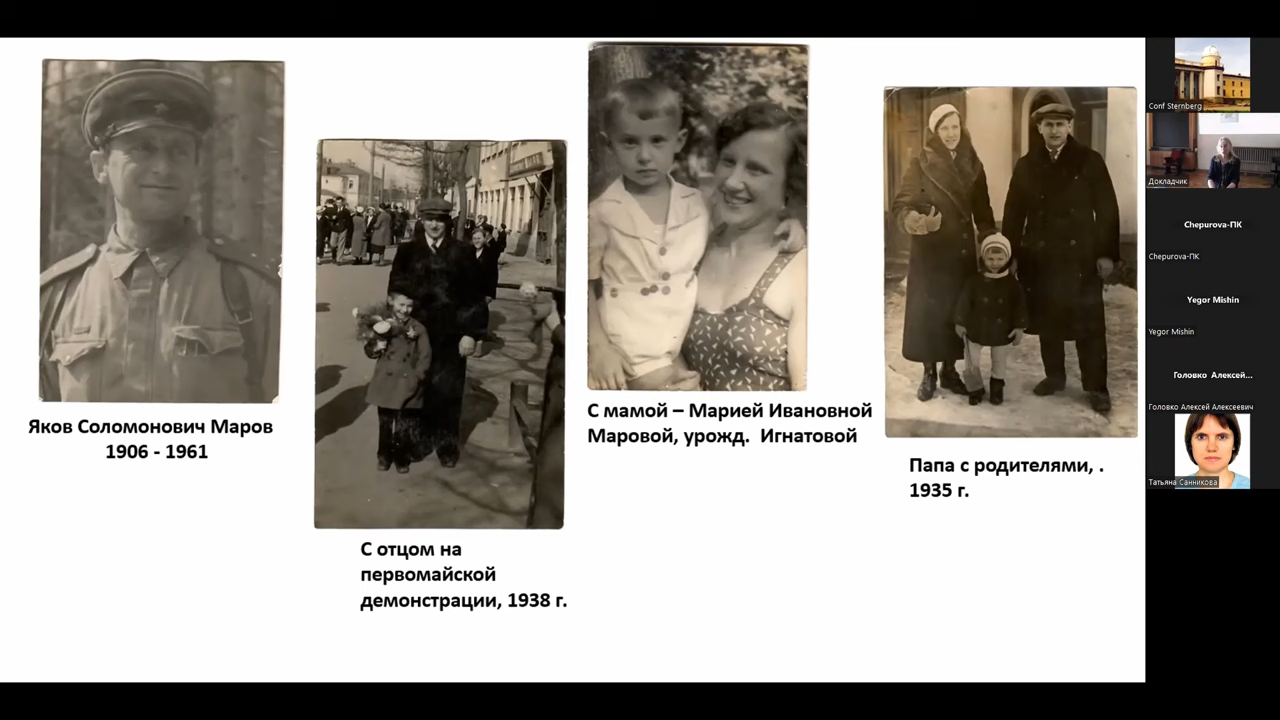 Яков Соломонович Маров
1906 - 1961
С отцом на
первомайской
демонстрации, 1938 г.
С мамой – Марией Ивановной
Маровой, урожд. Игнатовой
Папа с родителями, .
1935 г.
Conf Sternberg
Докладчик
Chepurova-ПК
Chepurova-ПК
Yegor Mishin
Yegor Mishin
Головко Алексей...
Головко Алексей Алексеевич
Татьяна Санникова